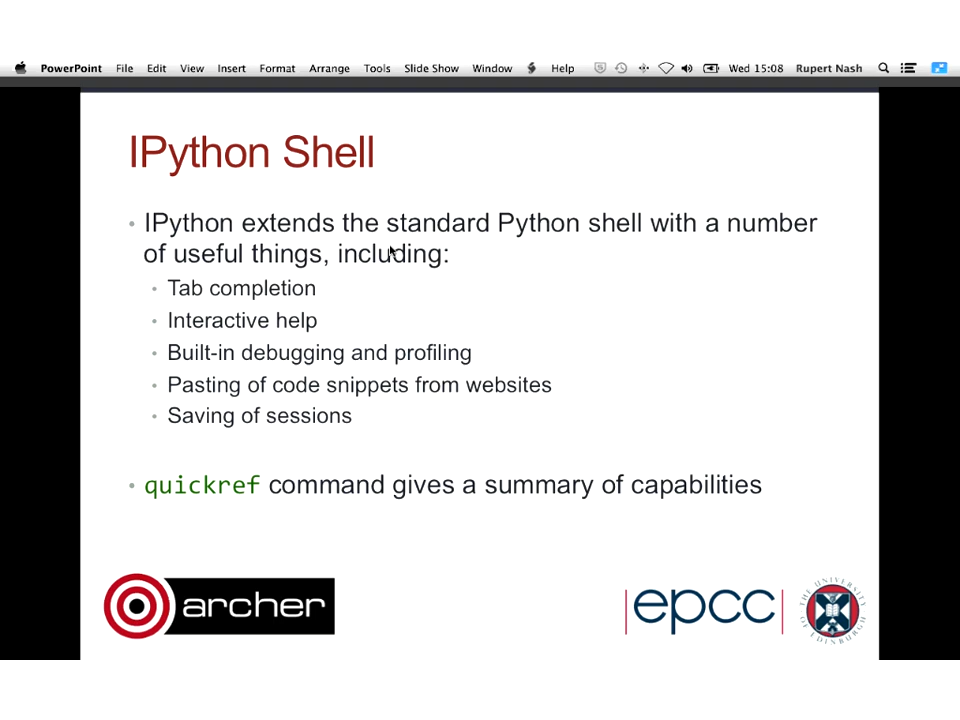 PowerPoint File Edit View Insert Format Arrange Tools Slide Show Window Help Wed 15:08 Rupert Nash
IPython Shell
• IPython extends the standard Python shell with a number
of useful things, including:
• Tab completion
• Interactive help
• Built-in debugging and profiling
• Pasting of code snippets from websites
• Saving of sessions
• quickref command gives a summary of capabilities
archer
|epcc|
THE UNIVERSITY
OF EDINBURGH